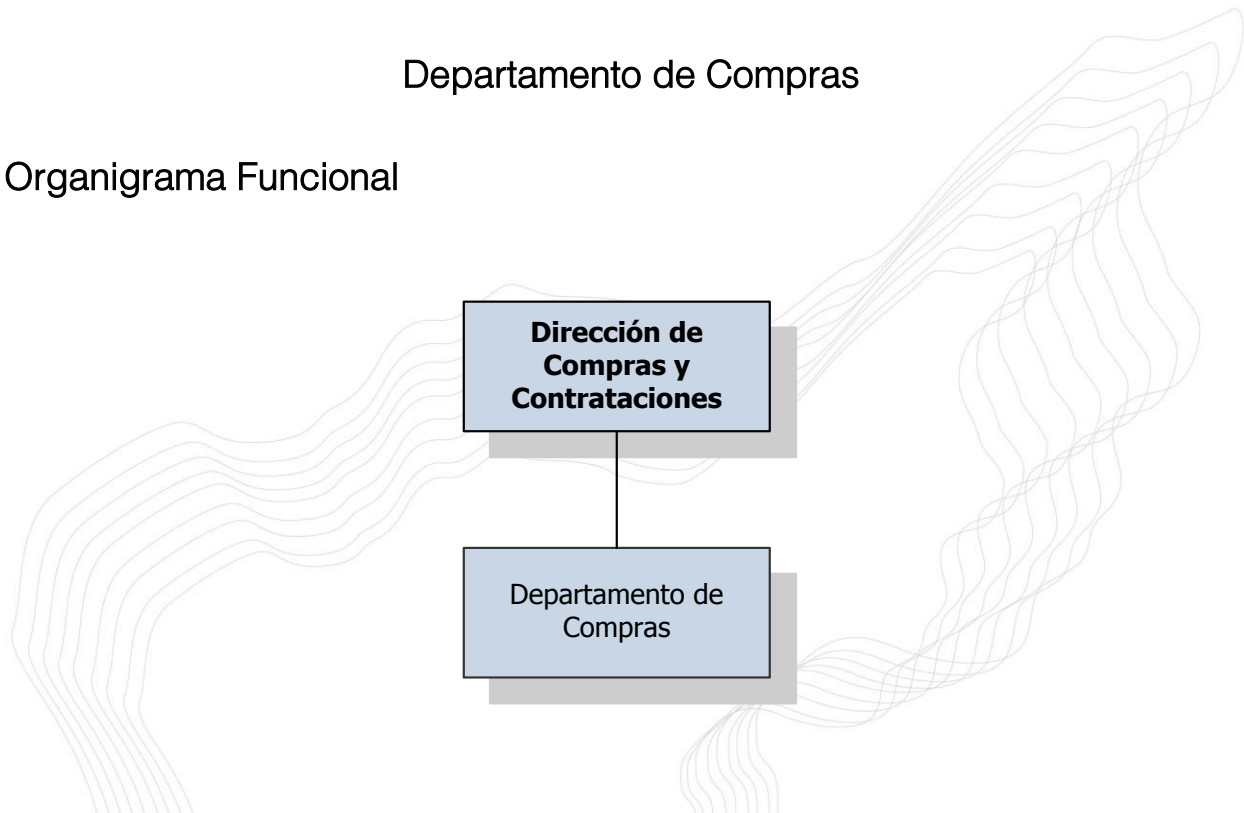 Departamento de Compras
Organigrama Funcional
Dirección de
Compras y
Contrataciones
Departamento de
Compras